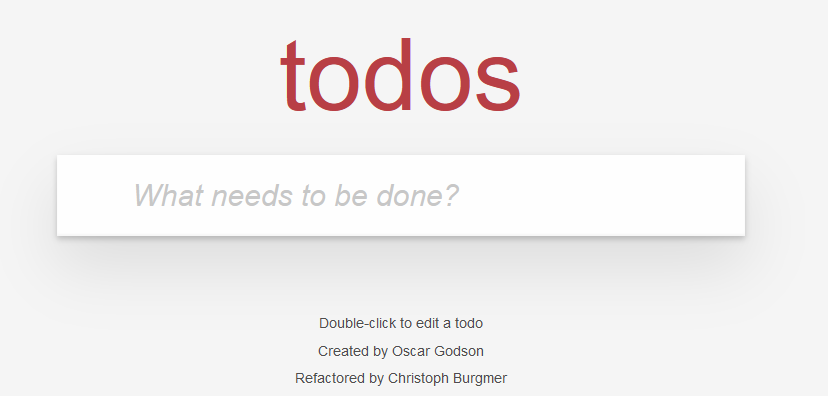 todos
What needs to be done?
Double-click to edit a todo
Created by Oscar Godson
Refactored by Christoph Burgmer